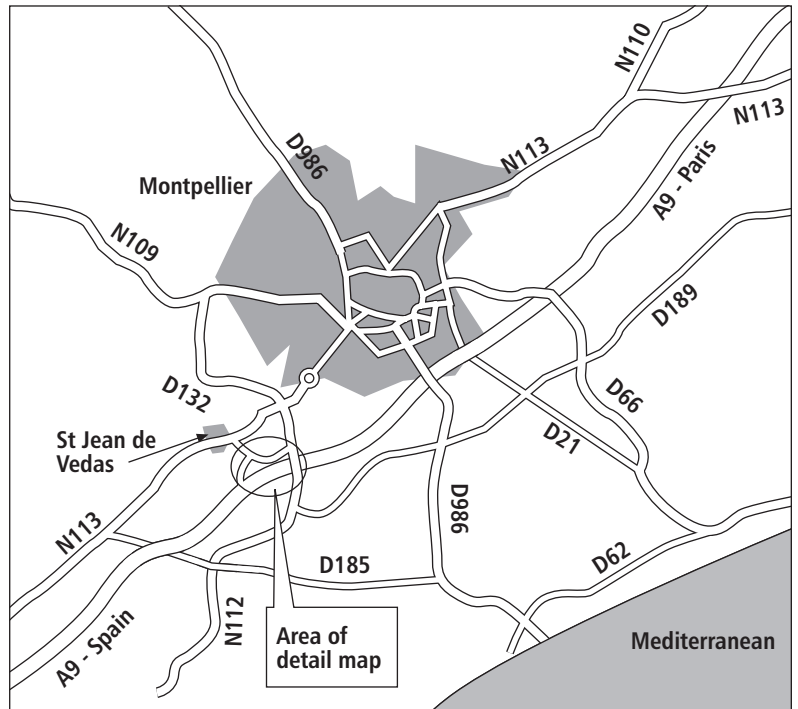 N110
N113
D986
N113
A9 - Paris
Montpellier
N109
D189
D132
D66
St Jean de
Vedas
D21
D986
N113
D62
D185
N112
Area of
detail map
A9 - Spain
Mediterranean